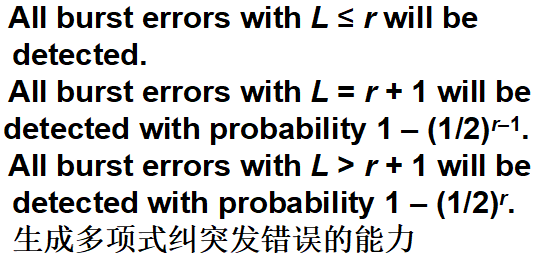 All burst errors with L ≤ r will be
detected.
All burst errors with L = r + 1 will be
detected with probability 1 – (1/2)^{r–1}.
All burst errors with L > r + 1 will be
detected with probability 1 – (1/2)^{r}.
生成多项式纠突发错误的能力